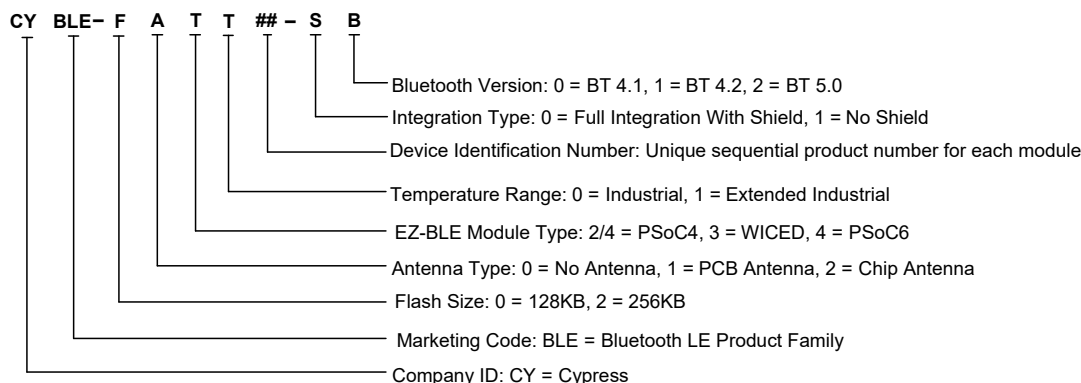 CY BLE– F A T T ## – S B
Bluetooth Version: 0 = BT 4.1, 1 = BT 4.2, 2 = BT 5.0
Integration Type: 0 = Full Integration With Shield, 1 = No Shield
Device Identification Number: Unique sequential product number for each module
Temperature Range: 0 = Industrial, 1 = Extended Industrial
EZ-BLE Module Type: 2/4 = PSoC4, 3 = WICED, 4 = PSoC6
Antenna Type: 0 = No Antenna, 1 = PCB Antenna, 2 = Chip Antenna
Flash Size: 0 = 128KB, 2 = 256KB
Marketing Code: BLE = Bluetooth LE Product Family
Company ID: CY = Cypress